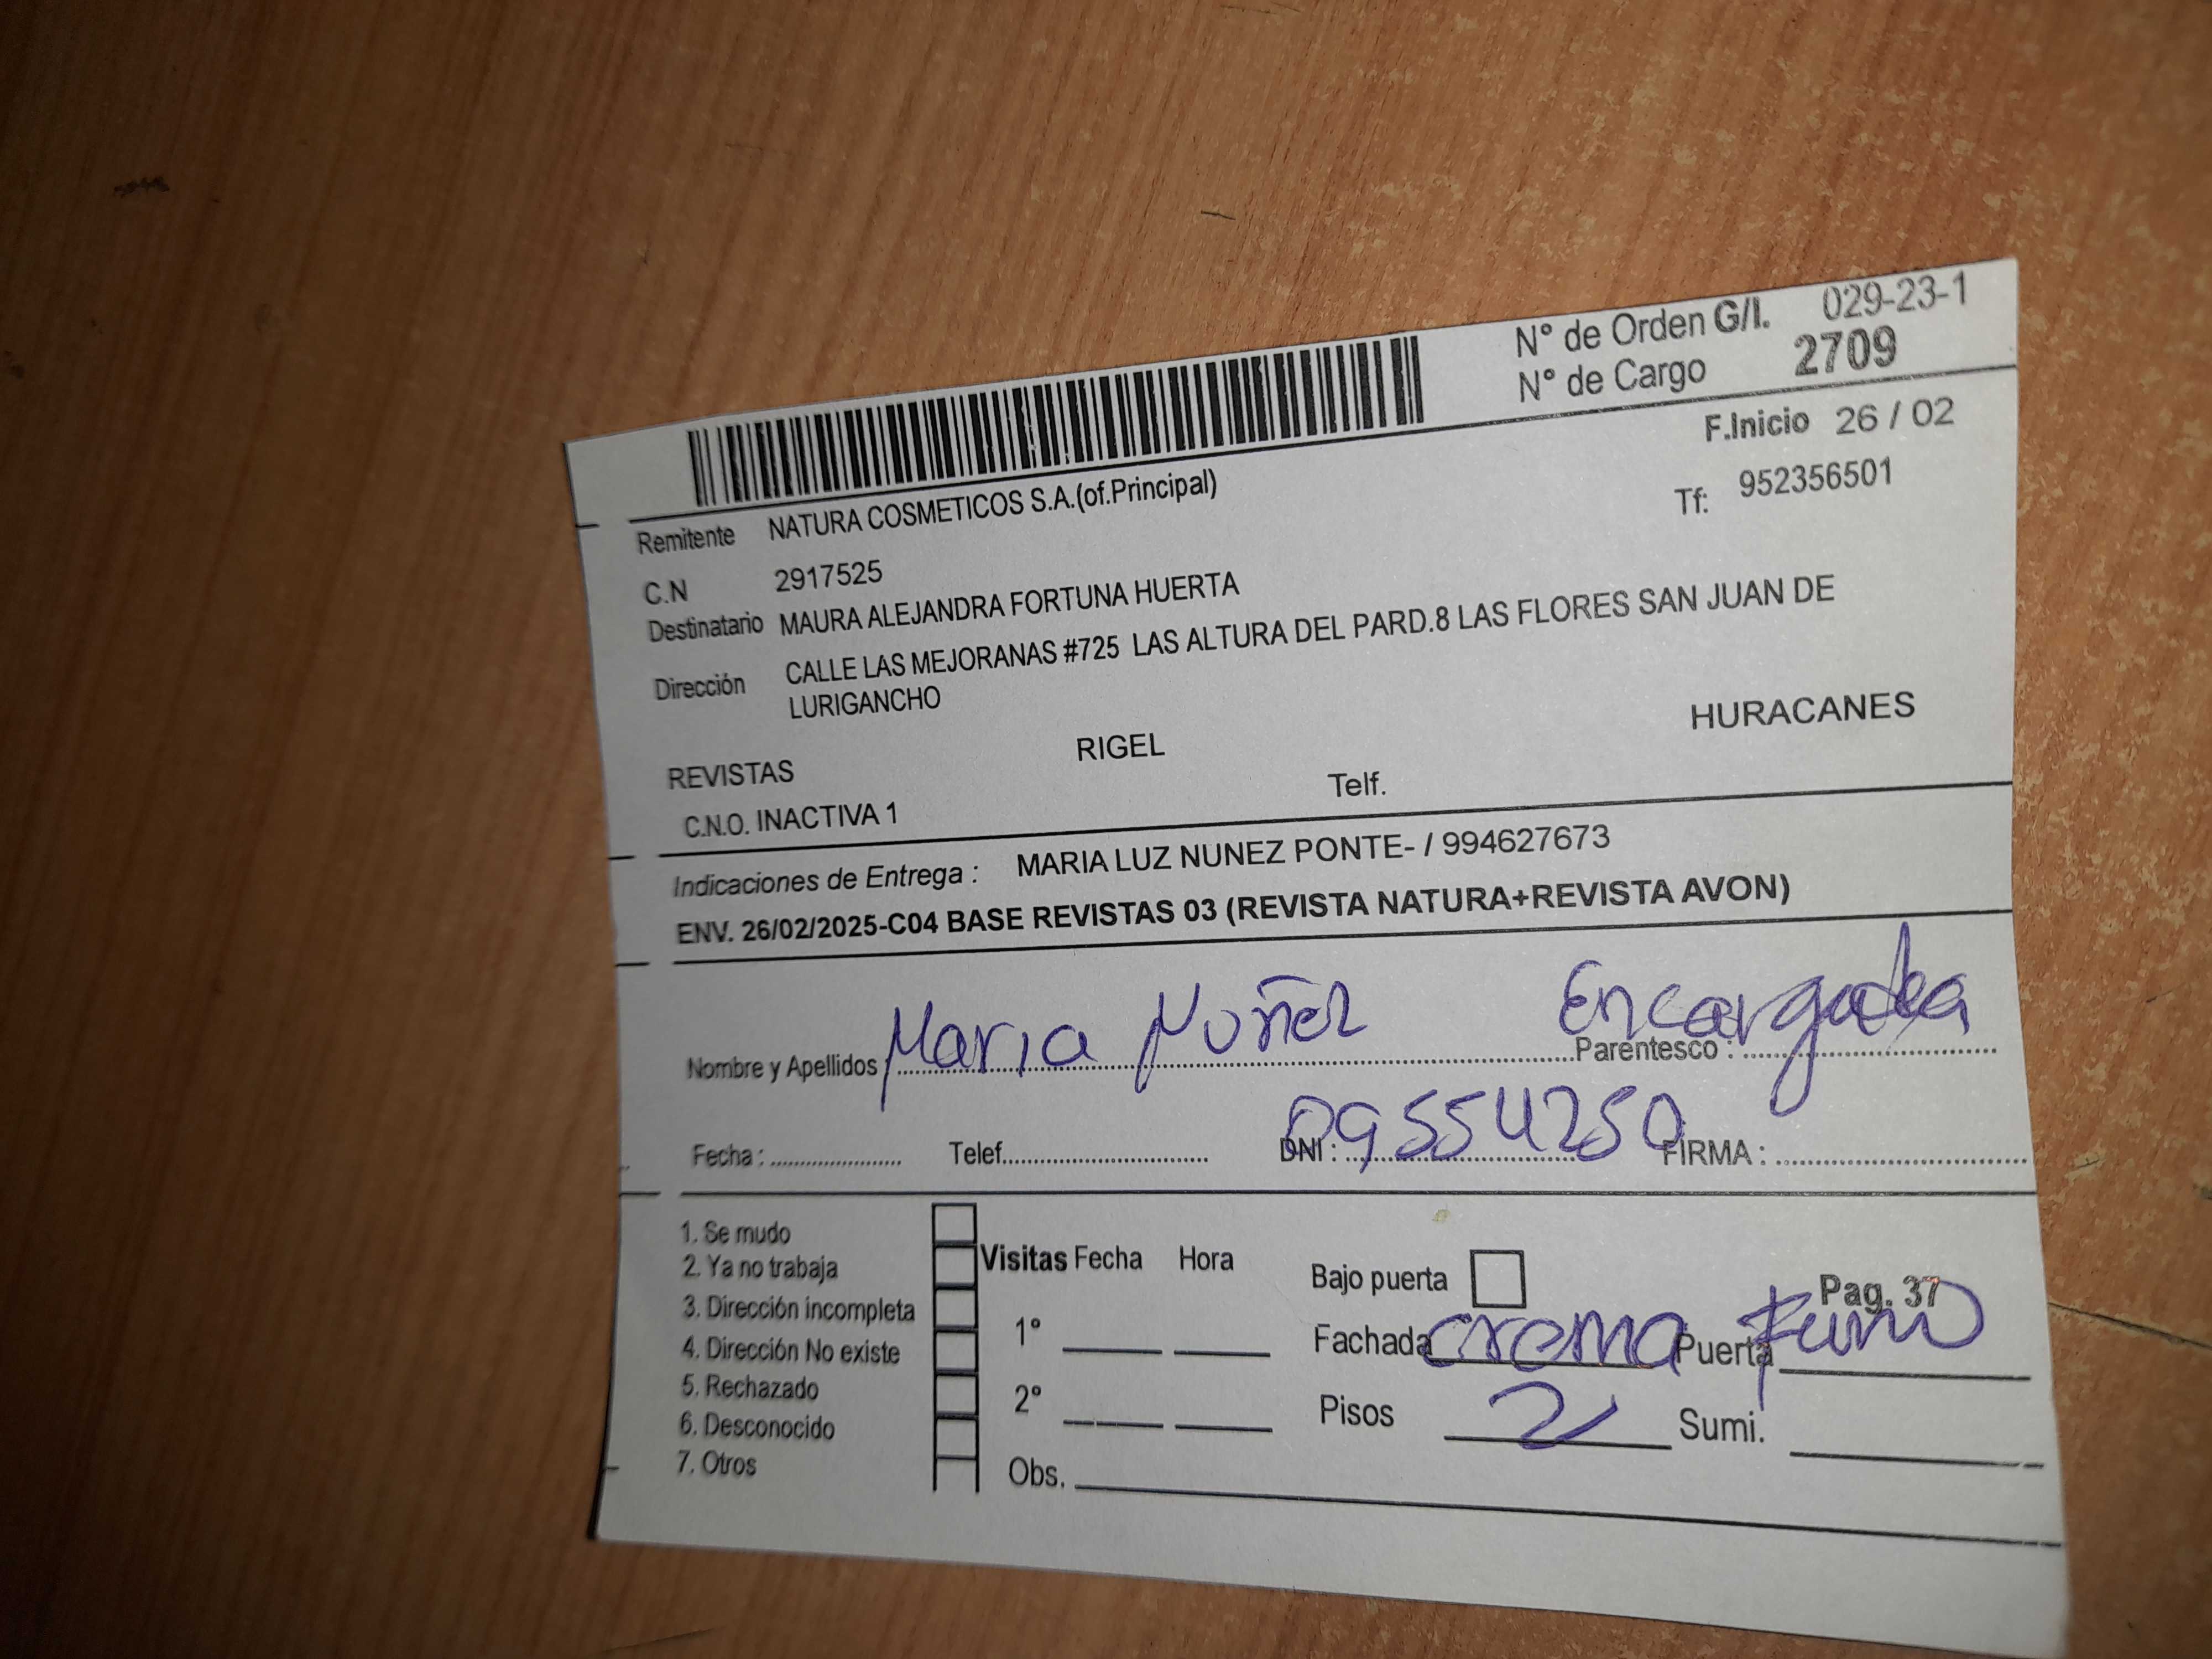 N° de Orden G/I. 029-23-1
N° de Cargo 2709
F.Inicio 26 / 02
Remitente NATURA COSMETICOS S.A.(of.Principal) Tf: 952356501
C.N 2917525
Destinatario MAURA ALEJANDRA FORTUNA HUERTA
Dirección CALLE LAS MEJORANAS #725 LAS ALTURA DEL PARD.8 LAS FLORES SAN JUAN DE
LURIGANCHO
REVISTAS RIGEL HURACANES
C.N.O. INACTIVA 1 Telf.
Indicaciones de Entrega : MARIA LUZ NUNEZ PONTE- / 994627673
ENV. 26/02/2025-C04 BASE REVISTAS 03 (REVISTA NATURA+REVISTA AVON)
Nombre y Apellidos Maria Nuñez Parentesco : Encargada
Fecha : Telef. DNI : 09554250 FIRMA :
1. Se mudo
2. Ya no trabaja Visitas Fecha Hora Bajo puerta Pag. 37
3. Dirección incompleta 1° Fachada crema Puerta
4. Dirección No existe
5. Rechazado 2° Pisos 2 Sumi.
6. Desconocido
7. Otros Obs.